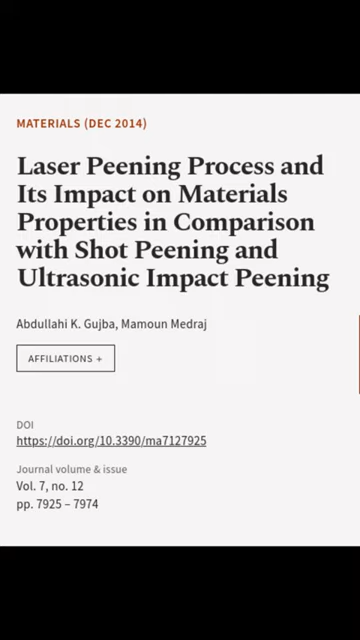 MATERIALS (DEC 2014)
Laser Peening Process and
Its Impact on Materials
Properties in Comparison
with Shot Peening and
Ultrasonic Impact Peening
Abdullahi K. Gujba, Mamoun Medraj
AFFILIATIONS +
DOI
https://doi.org/10.3390/ma7127925
Journal volume & issue
Vol. 7, no. 12
pp. 7925 – 7974